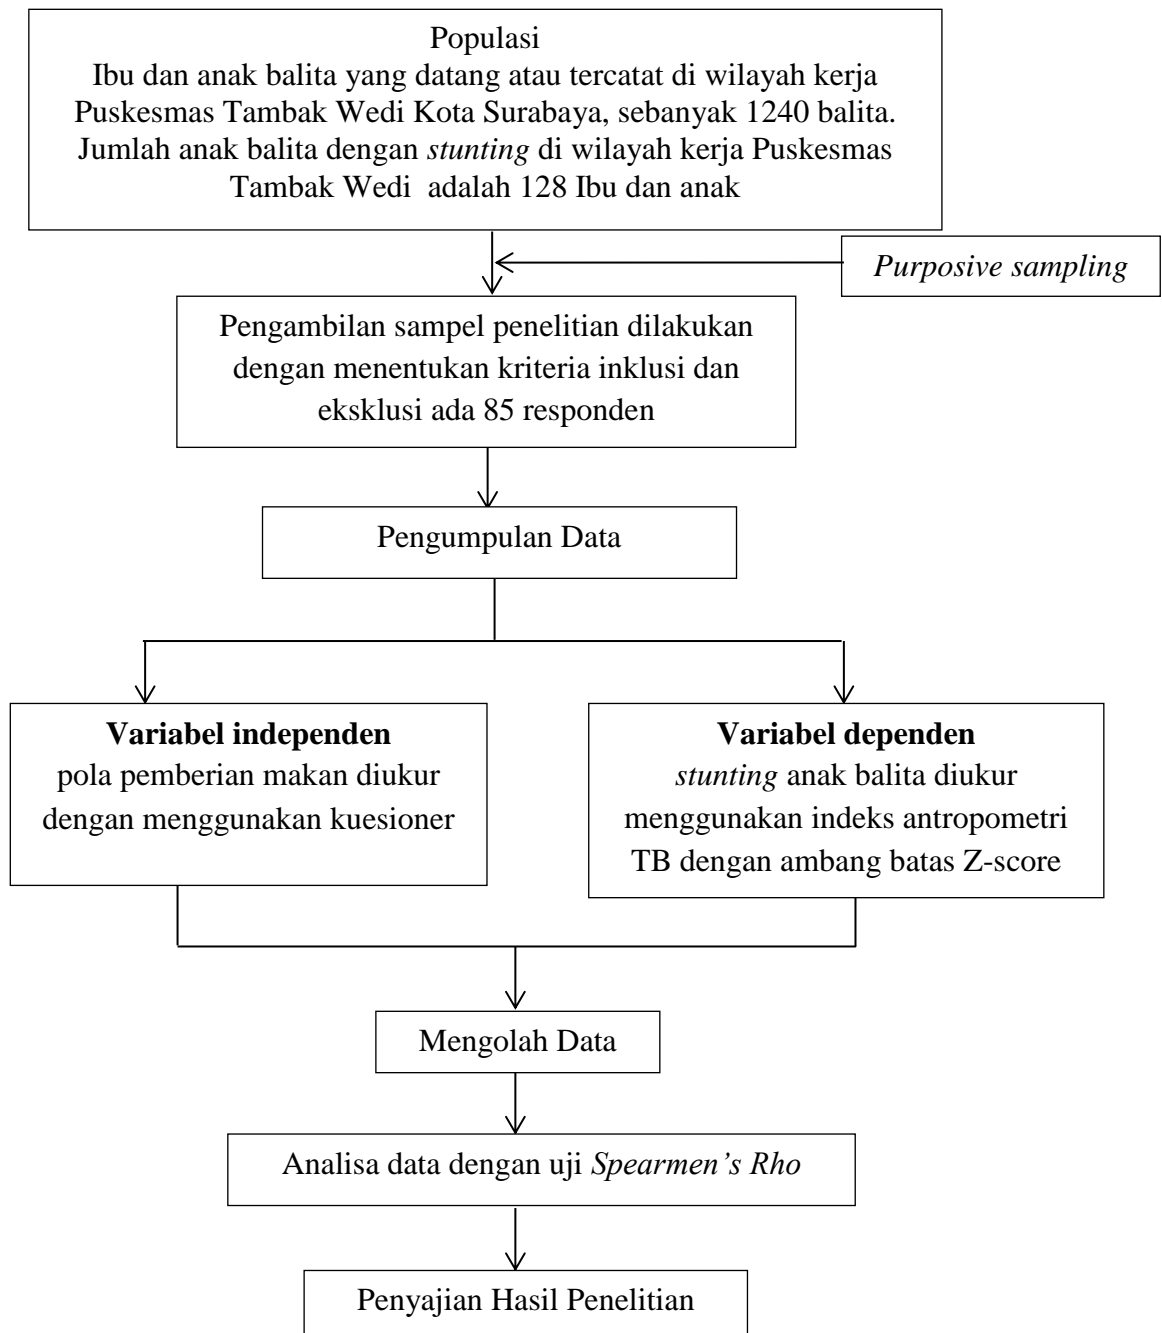 Populasi
Ibu dan anak balita yang datang atau tercatat di wilayah kerja
Puskesmas Tambak Wedi Kota Surabaya, sebanyak 1240 balita.
Jumlah anak balita dengan stunting di wilayah kerja Puskesmas
Tambak Wedi adalah 128 Ibu dan anak
Purposive sampling
Pengambilan sampel penelitian dilakukan
dengan menentukan kriteria inklusi dan
eksklusi ada 85 responden
Pengumpulan Data
Variabel independen
pola pemberian makan diukur
dengan menggunakan kuesioner
Variabel dependen
stunting anak balita diukur
menggunakan indeks antropometri
TB dengan ambang batas Z-score
Mengolah Data
Analisa data dengan uji Spearmen’s Rho
Penyajian Hasil Penelitian